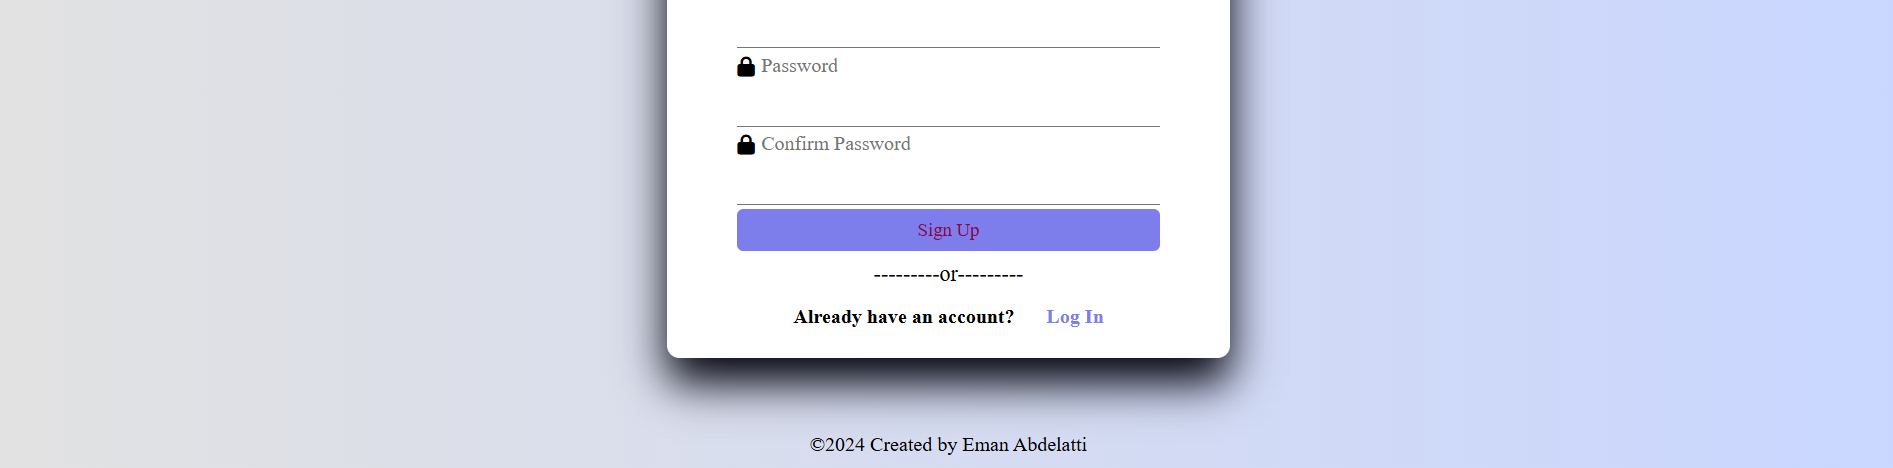 Password
Confirm Password
Sign Up
---------or---------
Already have an account? Log In
©2024 Created by Eman Abdelatti